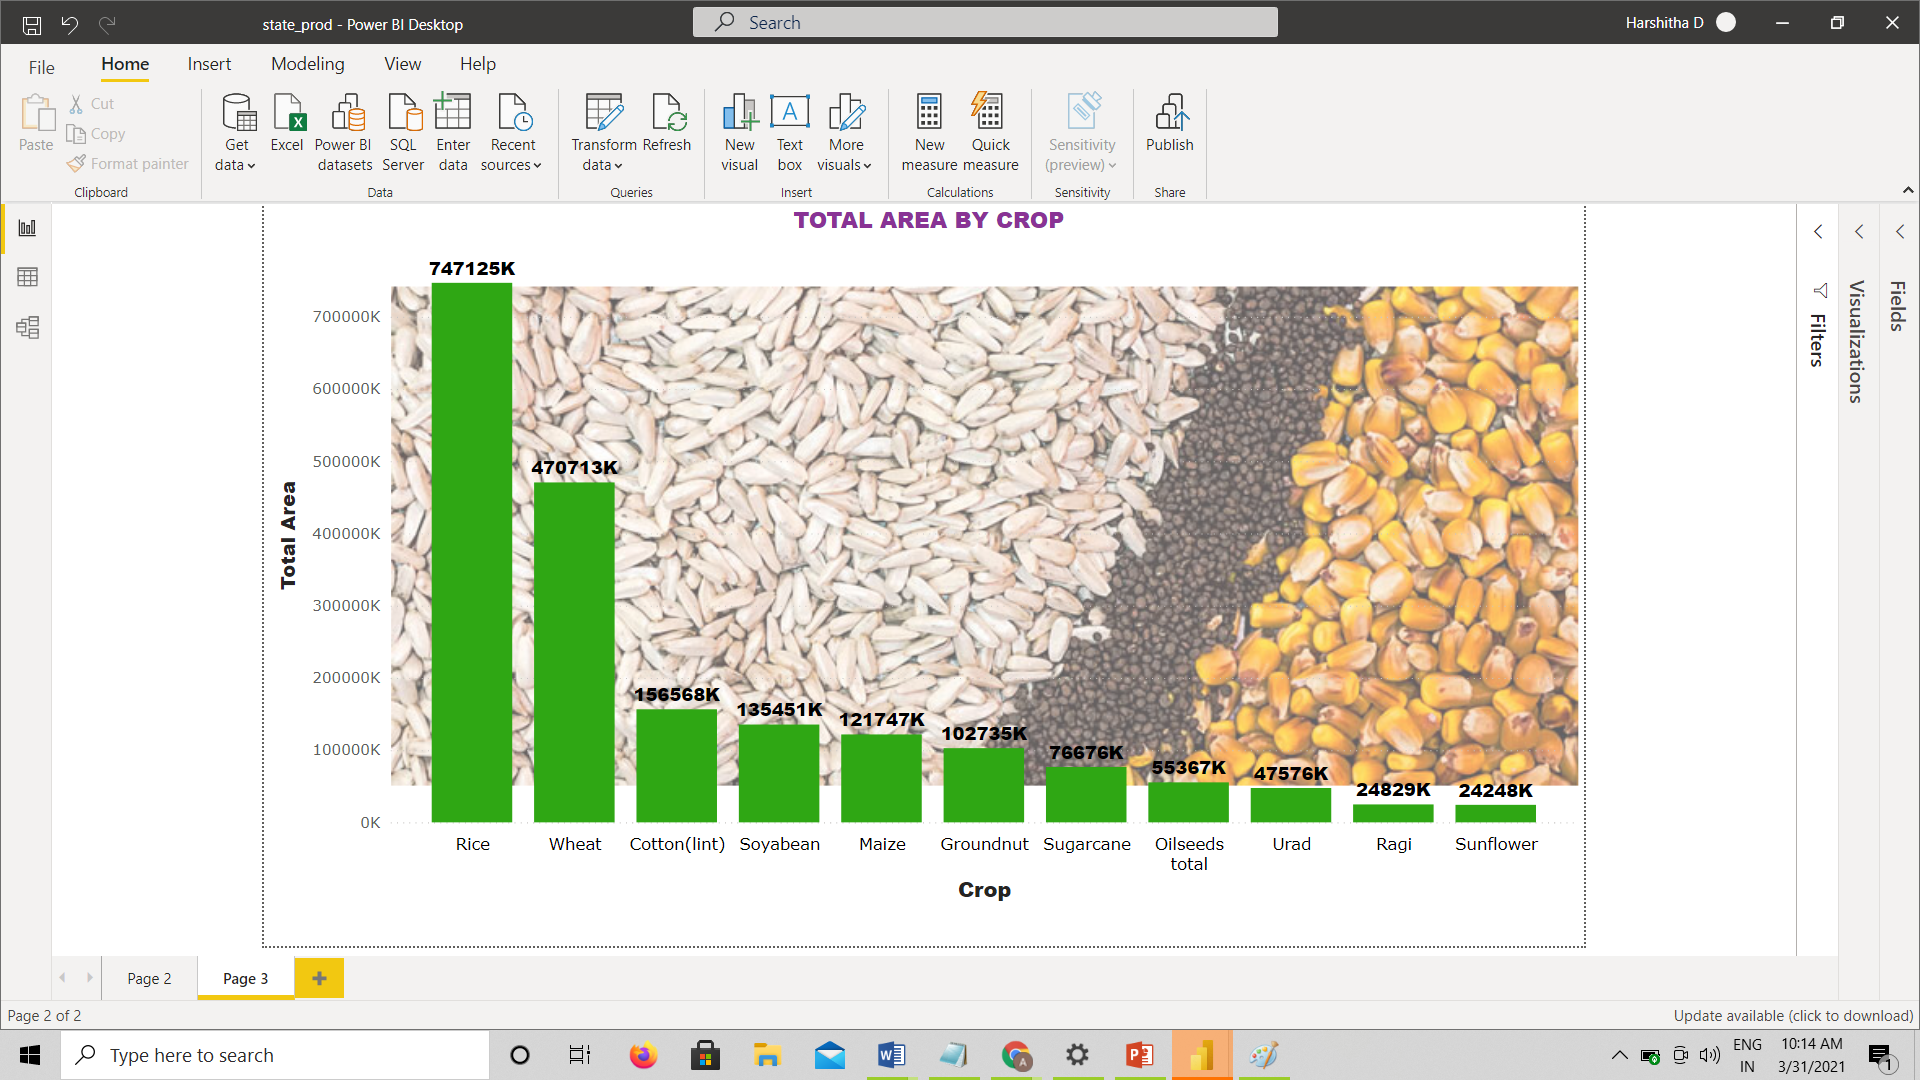 state_prod - Power BI Desktop
Search
Harshitha D
File Home Insert Modeling View Help
Paste
Cut
Copy
Format painter
Clipboard
Get data
Excel
Power BI datasets
SQL Server
Enter data
Recent sources
Data
Transform data
Refresh
Queries
New visual
Text box
More visuals
Insert
New measure
Quick measure
Calculations
Sensitivity (preview)
Sensitivity
Publish
Share
TOTAL AREA BY CROP
Total Area
700000K
600000K
500000K
400000K
300000K
200000K
100000K
0K
747125K
470713K
156568K
135451K
121747K
102735K
76676K
55367K
47576K
24829K
24248K
Rice
Wheat
Cotton(lint)
Soyabean
Maize
Groundnut
Sugarcane
Oilseeds total
Urad
Ragi
Sunflower
Crop
Filters
Visualizations
Fields
Page 2
Page 3
Page 2 of 2
Update available (click to download)
Type here to search
ENG
IN
10:14 AM
3/31/2021
1